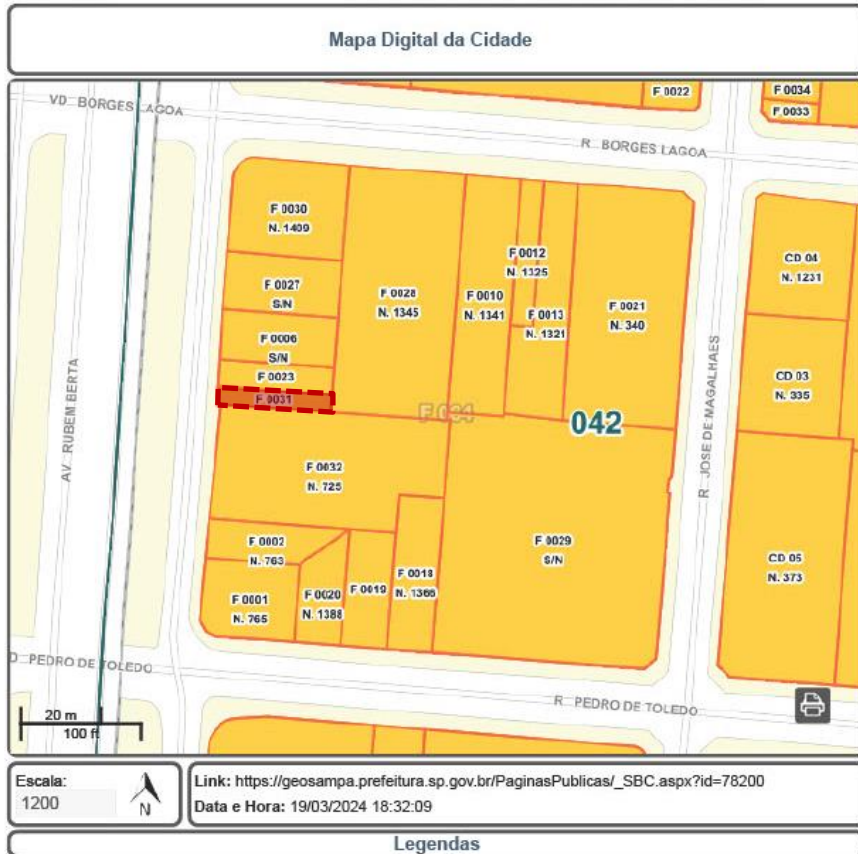 Mapa Digital da Cidade
VD BORGES LAGOA
R BORGES LAGOA
F 0022
F 0034
F 0033
F 0030
N. 1409
F 0027
S/N
F 0006
S/N
F 0023
F 0031
F 0028
N. 1345
F 0010
N. 1341
F 0012
N. 1325
F 0013
N. 1321
F 0021
N. 340
CD 04
N. 1231
CD 03
N. 335
CD 05
N. 373
AV. RUBEM BERTA
R JOSE DE MAGALHAES
042
F 0032
N. 725
F 0002
N. 763
F 0001
N. 765
F 0020
N. 1388
F 0019
F 0018
N. 1366
F 0029
S/N
D PEDRO DE TOLEDO
R PEDRO DE TOLEDO
20 m
100 ft
Escala:
1200
N
Link: https://geosampa.prefeitura.sp.gov.br/PaginasPublicas/_SBC.aspx?id=78200
Data e Hora: 19/03/2024 18:32:09
Legendas